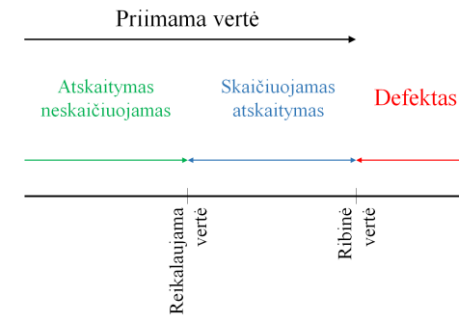 Priimama vertė
Atskaitymas
neskaičiuojamas
Skaičiuojamas
atskaitymas
Defektas
Reikalaujama
vertė
Ribinė
vertė